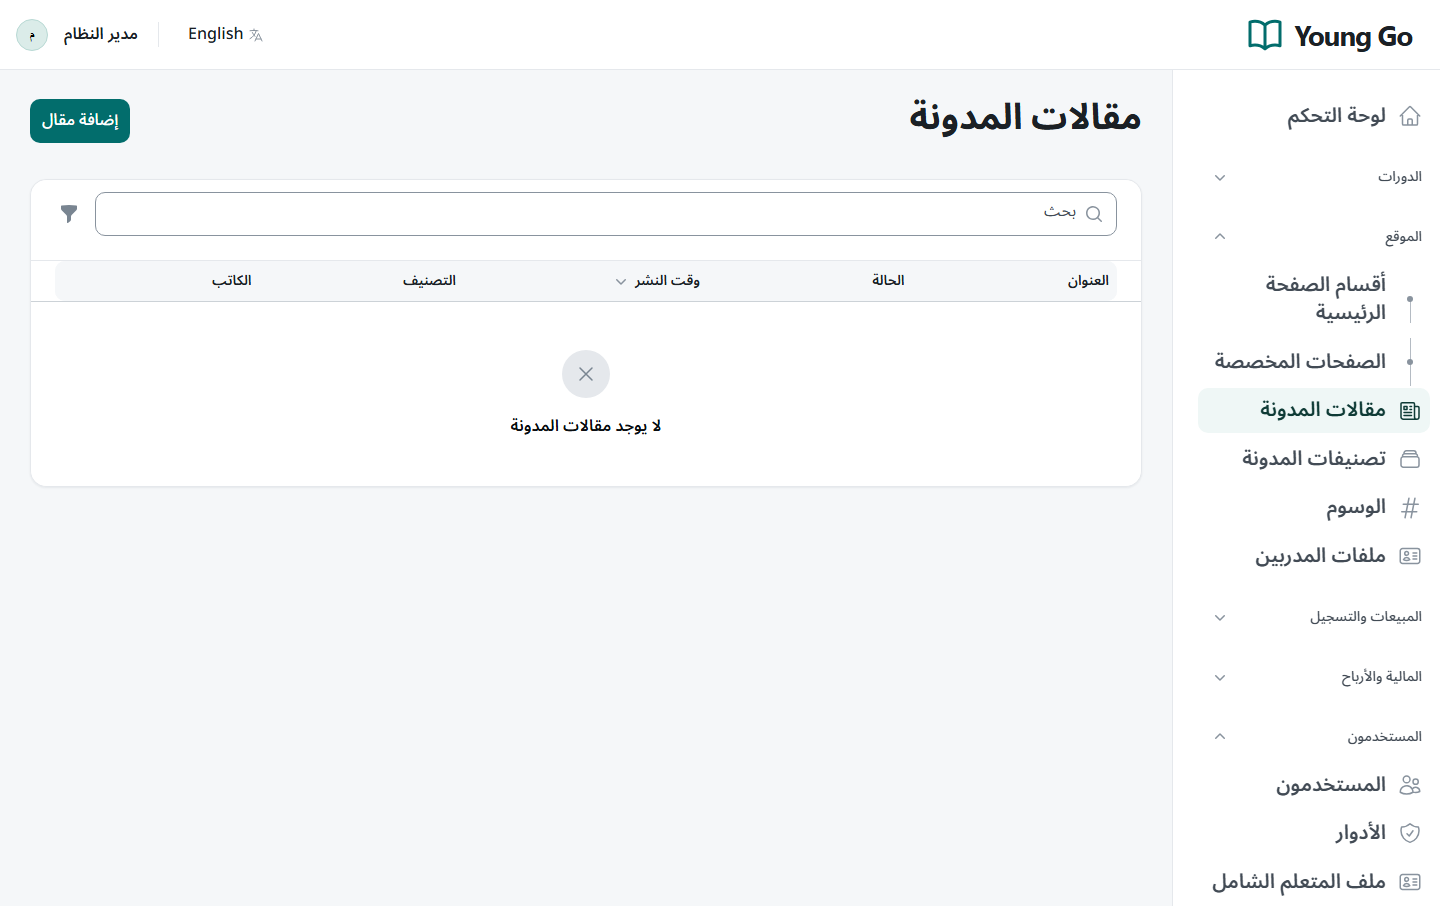 Young Go
English
مدير النظام
م
لوحة التحكم
الدورات
الموقع
أقسام الصفحة
الرئيسية
الصفحات المخصصة
مقالات المدونة
تصنيفات المدونة
الوسوم
ملفات المدربين
المبيعات والتسجيل
المالية والأرباح
المستخدمون
المستخدمون
الأدوار
ملف المتعلم الشامل
مقالات المدونة
إضافة مقال
بحث
العنوان الحالة وقت النشر التصنيف الكاتب
لا يوجد مقالات المدونة